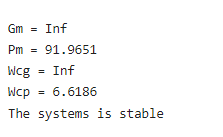 Gm = Inf
Pm = 91.9651
Wcg = Inf
Wcp = 6.6186
The systems is stable